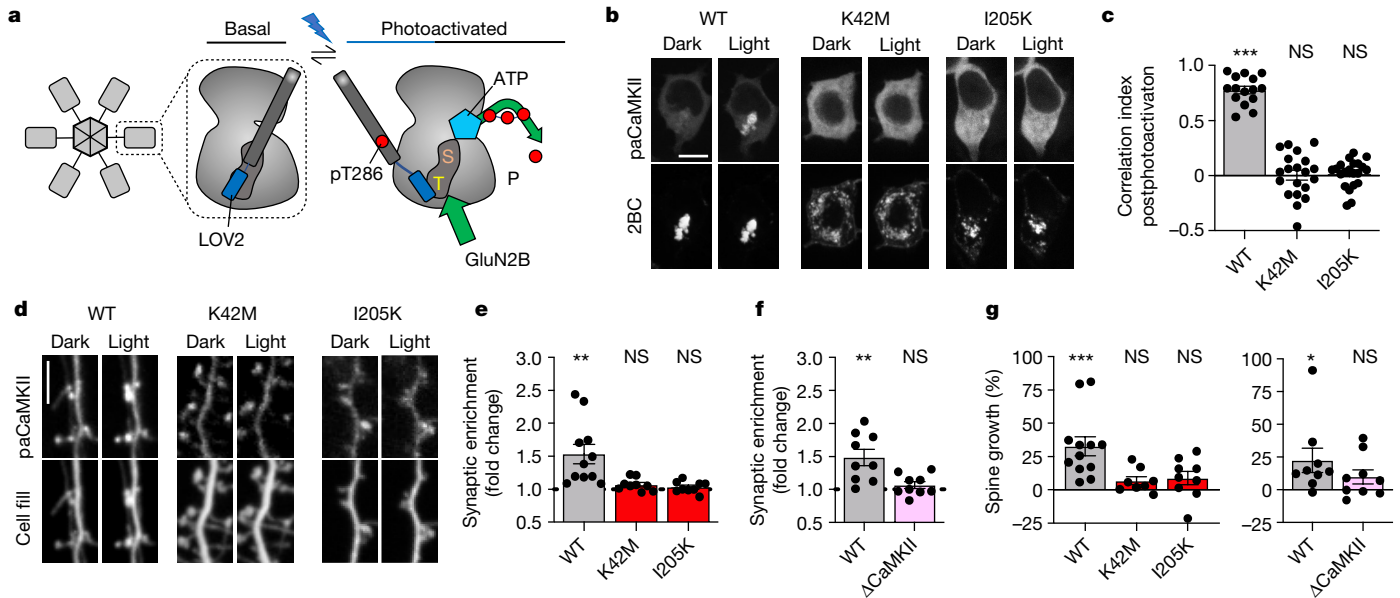 a
Basal
Photoactivated
LOV2
pT286
ATP
S
T
P
GluN2B
b
WT
K42M
I205K
Dark
Light
Dark
Light
Dark
Light
paCaMKII
2BC
c
***
NS
NS
Correlation index
postphotoactivaton
1.0
0.5
0
−0.5
WT
K42M
I205K
d
WT
K42M
I205K
Dark
Light
Dark
Light
Dark
Light
paCaMKII
Cell fill
e
**
NS
NS
Synaptic enrichment
(fold change)
3.0
2.5
2.0
1.5
1.0
0.5
WT
K42M
I205K
f
**
NS
Synaptic enrichment
(fold change)
3.0
2.5
2.0
1.5
1.0
0.5
WT
ΔCaMKII
g
***
NS
NS
Spine growth (%)
100
75
50
25
0
−25
WT
K42M
I205K
*
NS
100
75
50
25
0
−25
WT
ΔCaMKII